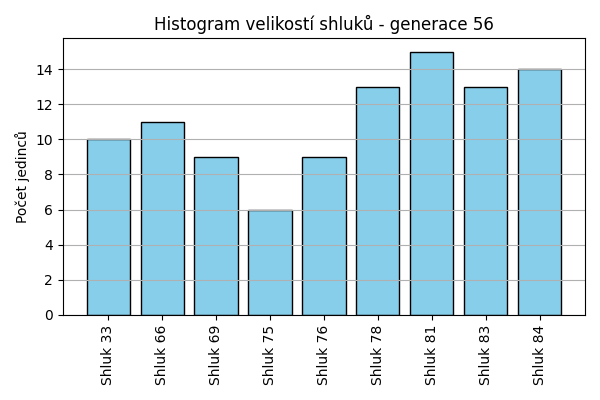 Histogram velikostí shluků - generace 56
Počet jedinců
14
12
10
8
6
4
2
0
Shluk 33
Shluk 66
Shluk 69
Shluk 75
Shluk 76
Shluk 78
Shluk 81
Shluk 83
Shluk 84